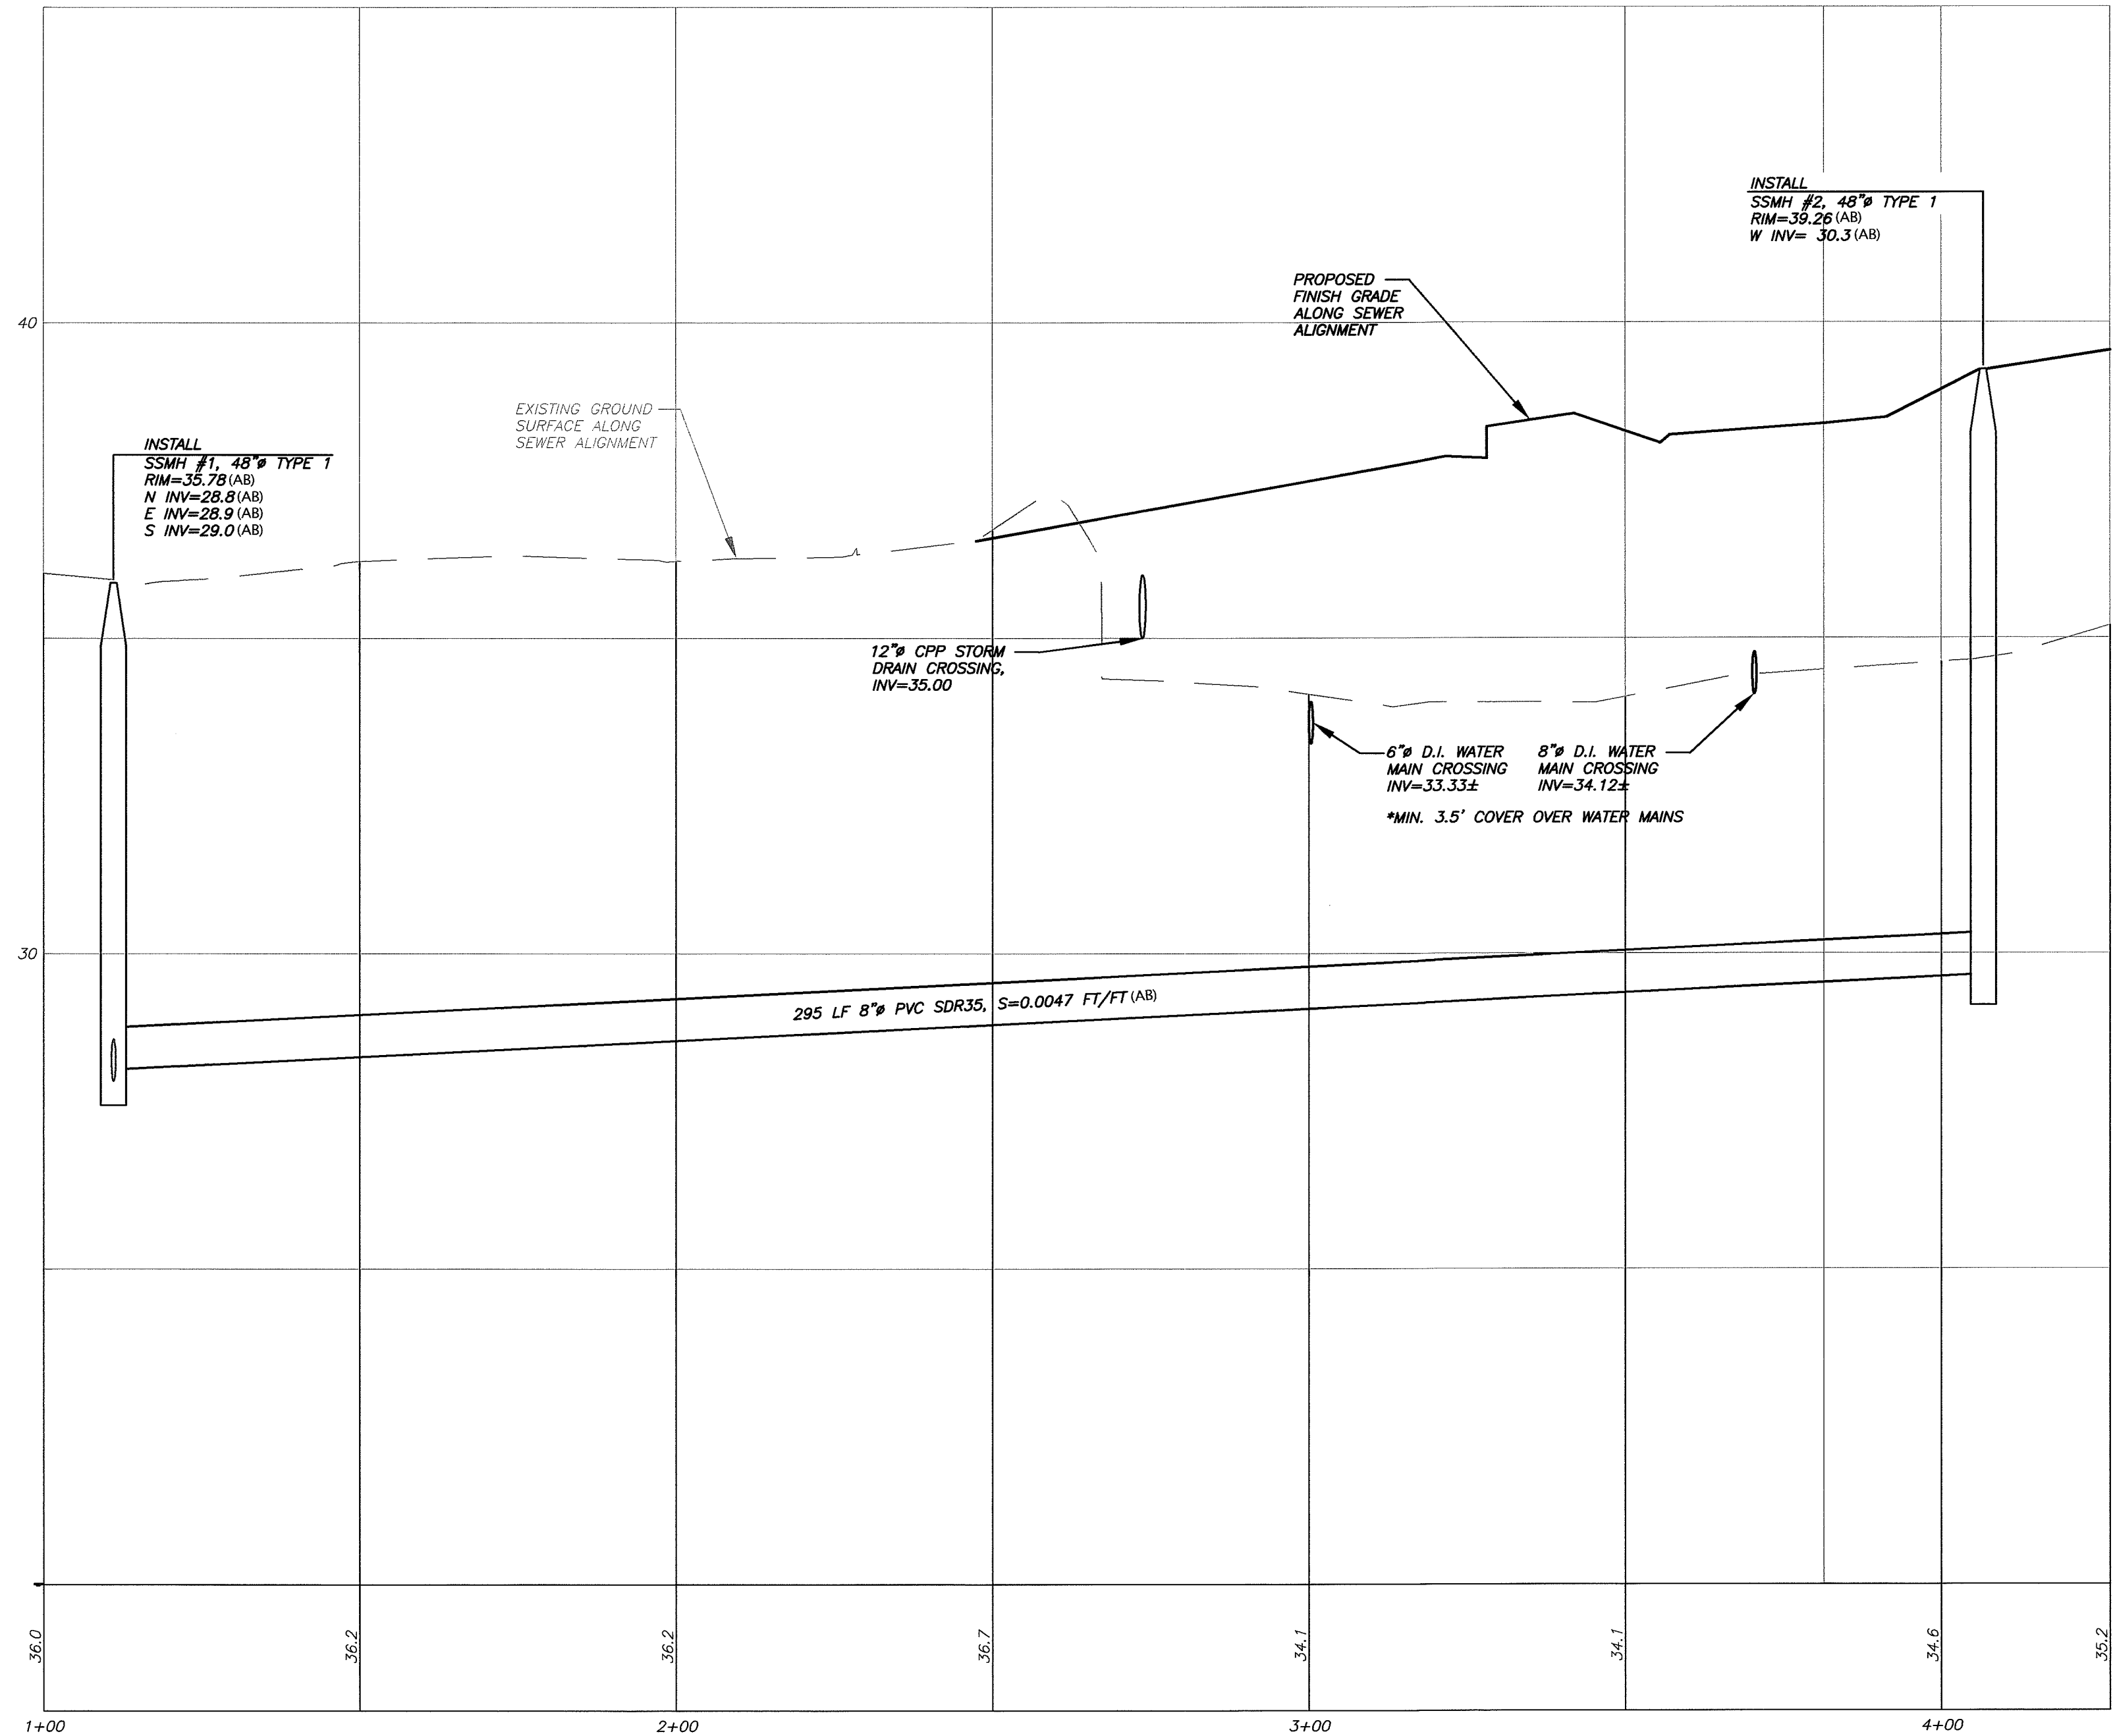 INSTALL
SSMH #2, 48"ø TYPE 1
RIM=39.26 (AB)
W INV= 30.3 (AB)
PROPOSED
FINISH GRADE
ALONG SEWER
ALIGNMENT
40
EXISTING GROUND
SURFACE ALONG
SEWER ALIGNMENT
INSTALL
SSMH #1, 48"ø TYPE 1
RIM=35.78 (AB)
N INV=28.8 (AB)
E INV=28.9 (AB)
S INV=29.0 (AB)
12"ø CPP STORM
DRAIN CROSSING,
INV=35.00
6"ø D.I. WATER
MAIN CROSSING
INV=33.33±
8"ø D.I. WATER
MAIN CROSSING
INV=34.12±
*MIN. 3.5' COVER OVER WATER MAINS
30
295 LF 8"ø PVC SDR35, S=0.0047 FT/FT (AB)
36.0
36.2
36.2
36.7
34.1
34.1
34.6
35.2
1+00
2+00
3+00
4+00